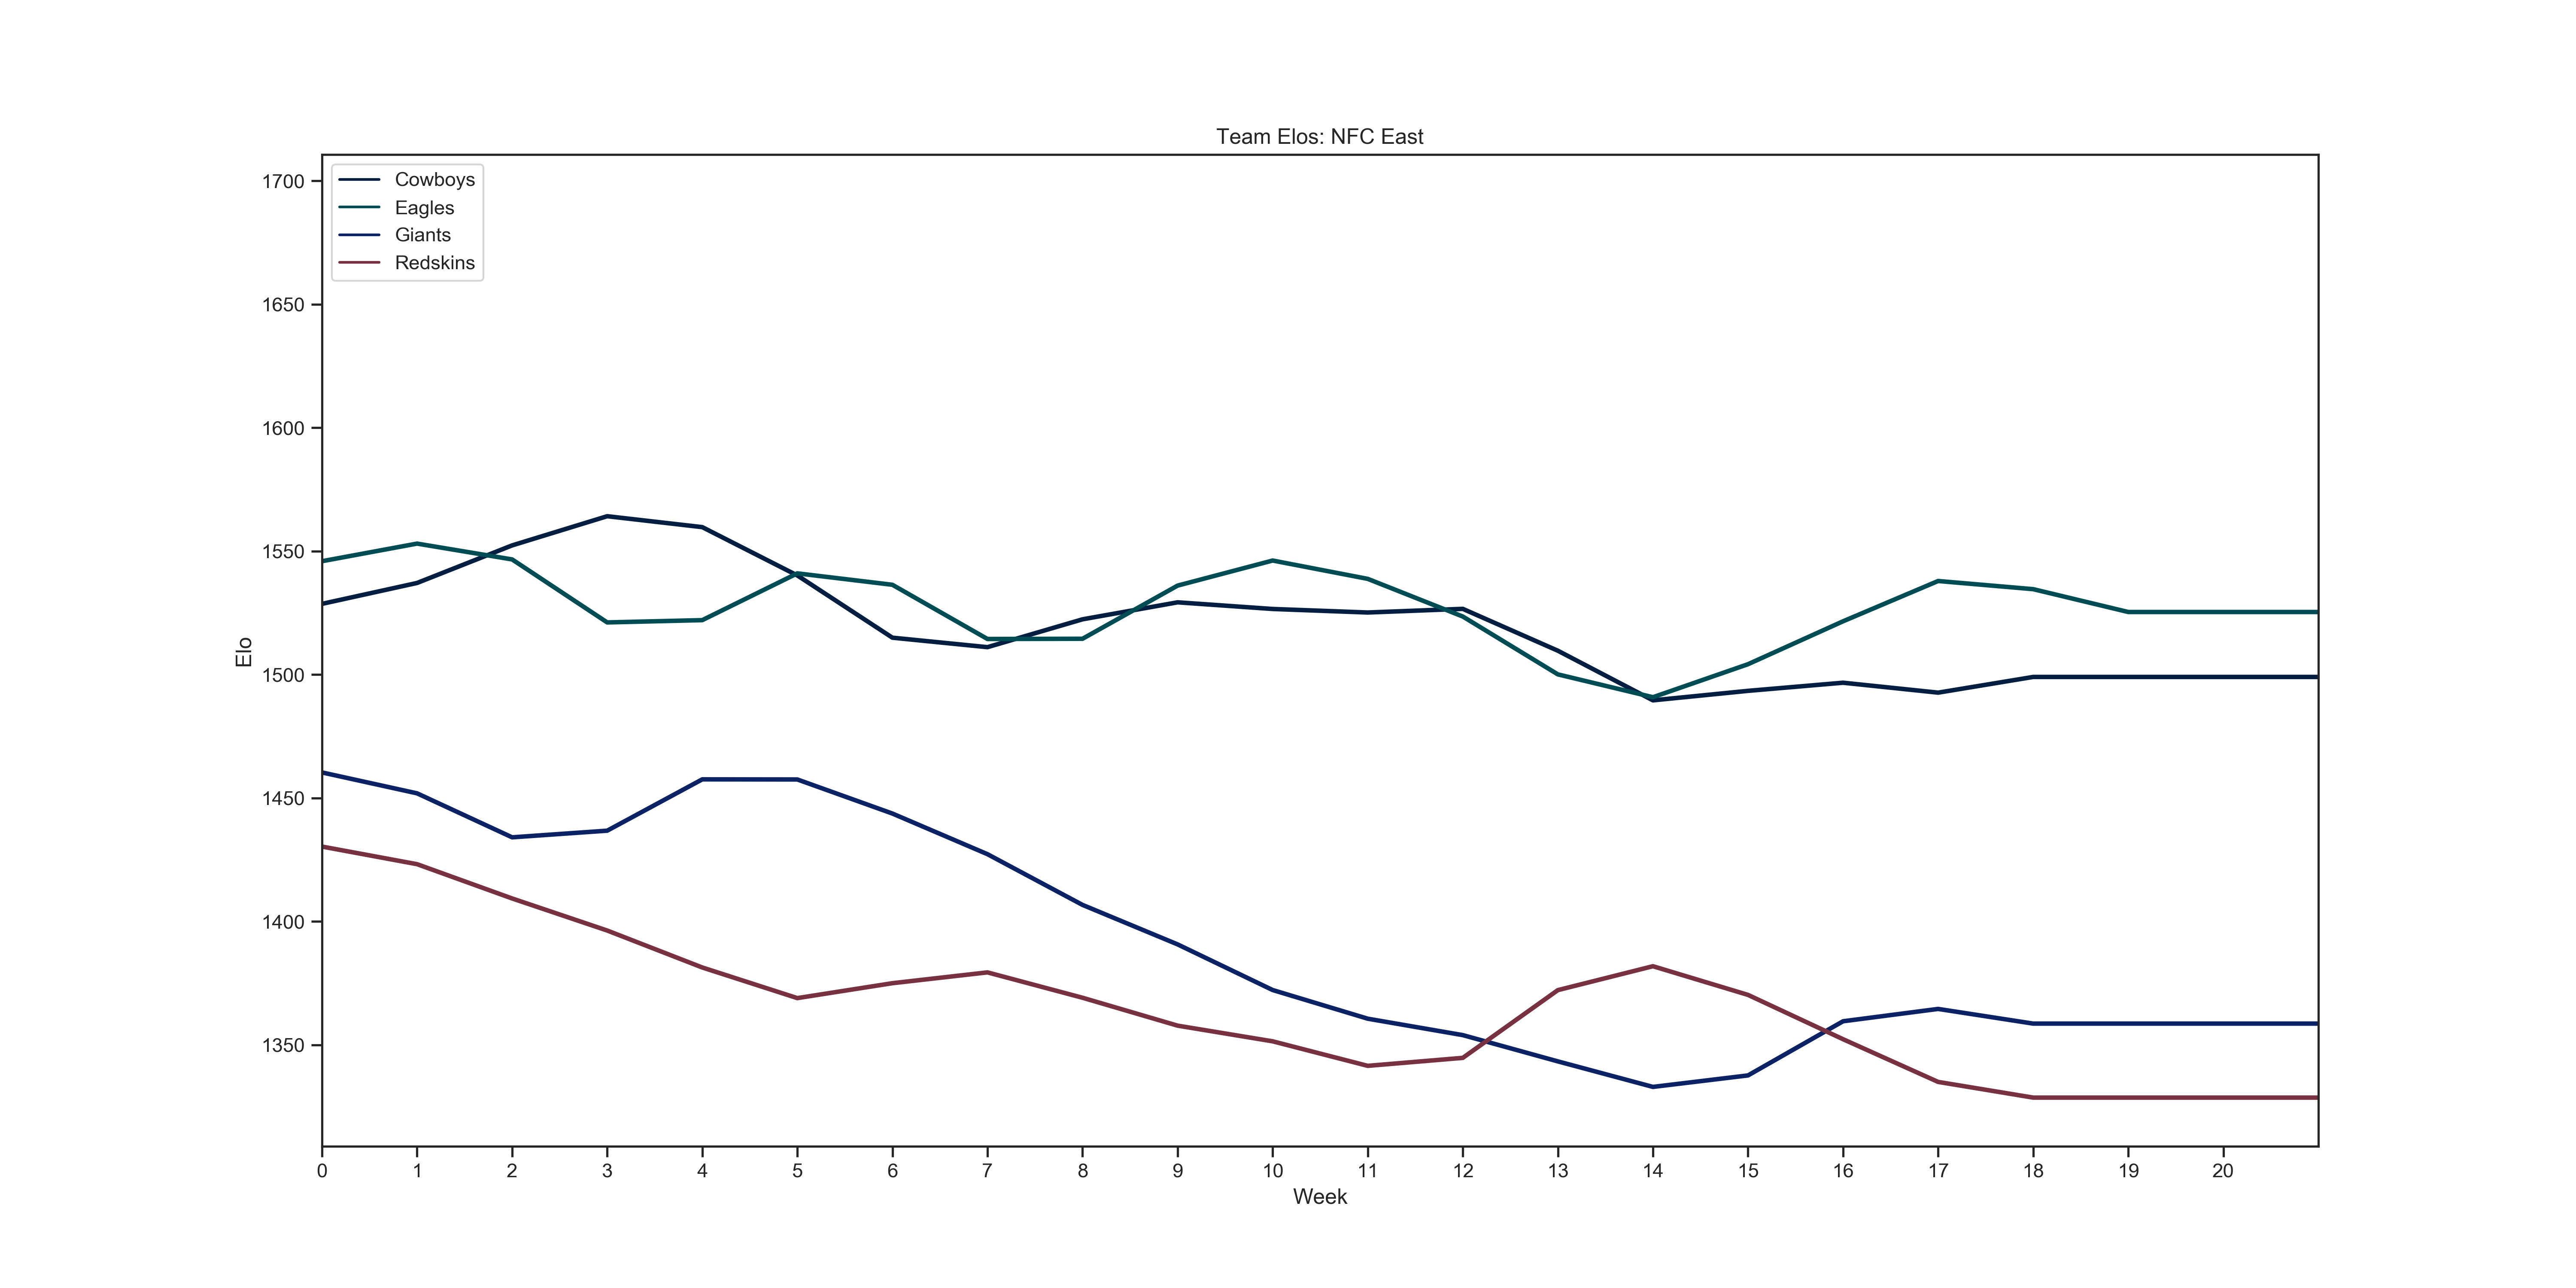 Team Elos: NFC East
Cowboys
Eagles
Giants
Redskins
1700
1650
1600
1550
1500
1450
1400
1350
Elo
0 1 2 3 4 5 6 7 8 9 10 11 12 13 14 15 16 17 18 19 20
Week